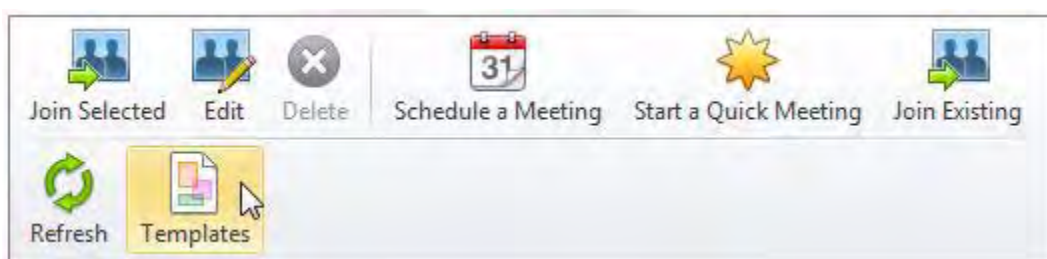 31
Join Selected Edit Delete Schedule a Meeting Start a Quick Meeting Join Existing
Refresh Templates